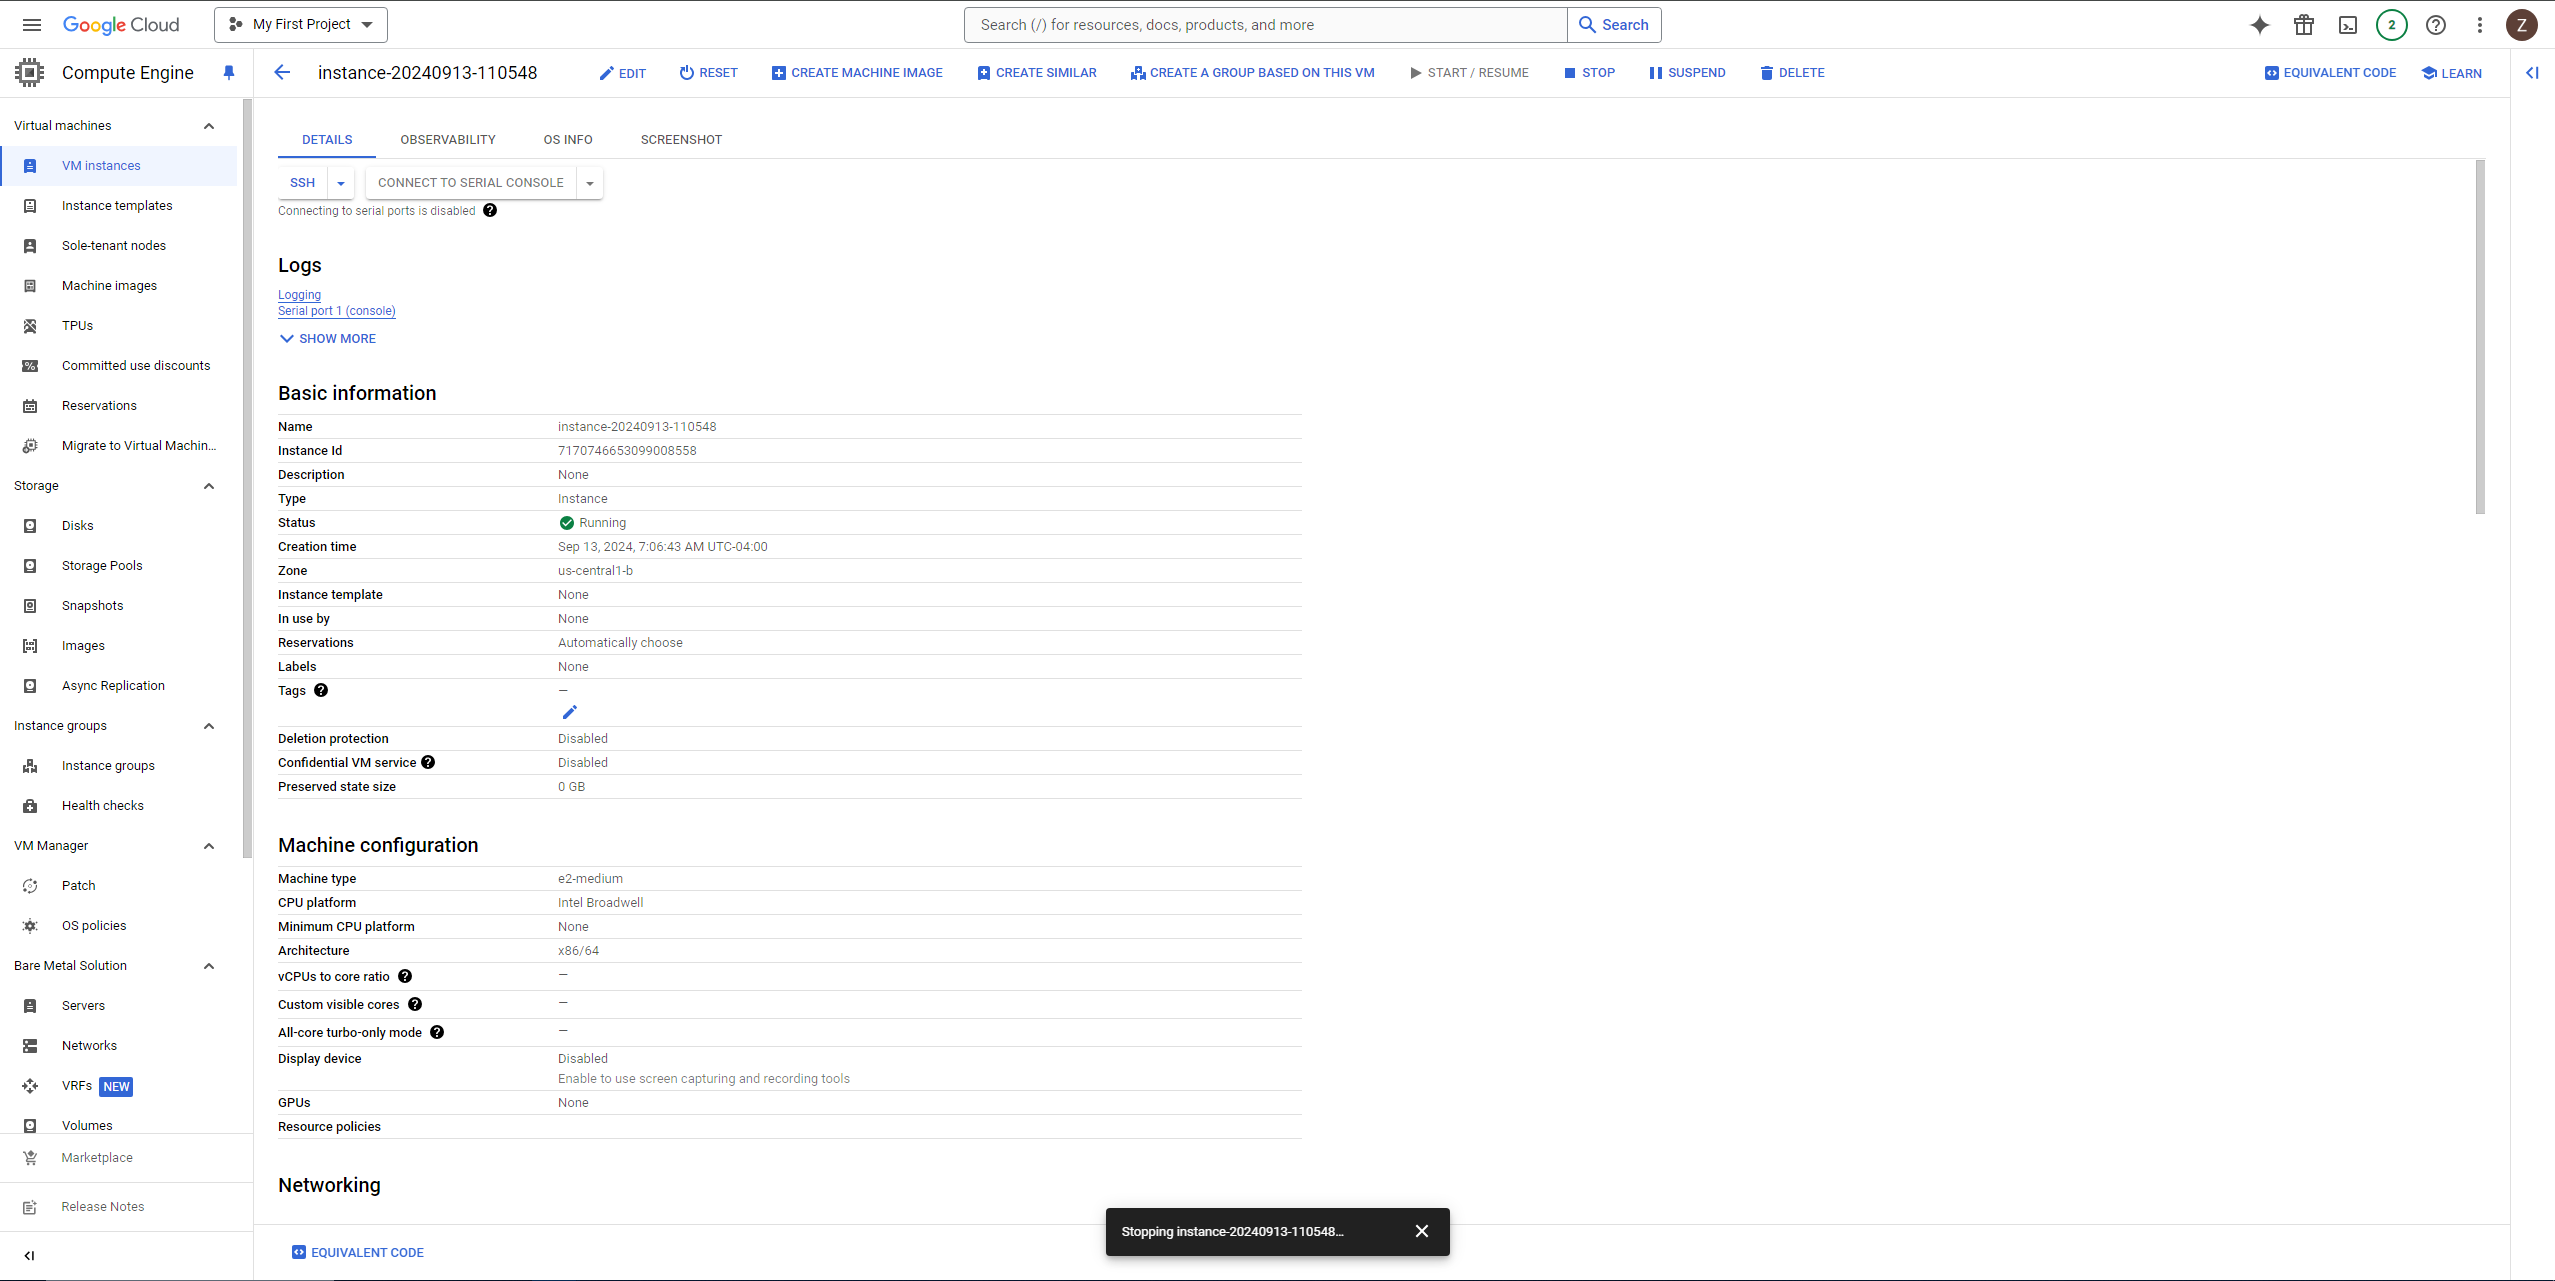 Google Cloud
My First Project
Search (/) for resources, docs, products, and more
Search
2
Z
Compute Engine
instance-20240913-110548
EDIT
RESET
CREATE MACHINE IMAGE
CREATE SIMILAR
CREATE A GROUP BASED ON THIS VM
START / RESUME
STOP
SUSPEND
DELETE
EQUIVALENT CODE
LEARN
Virtual machines
VM instances
Instance templates
Sole-tenant nodes
Machine images
TPUs
Committed use discounts
Reservations
Migrate to Virtual Machin...
Storage
Disks
Storage Pools
Snapshots
Images
Async Replication
Instance groups
Instance groups
Health checks
VM Manager
Patch
OS policies
Bare Metal Solution
Servers
Networks
VRFs NEW
Volumes
Marketplace
Release Notes
DETAILS
OBSERVABILITY
OS INFO
SCREENSHOT
SSH
CONNECT TO SERIAL CONSOLE
Connecting to serial ports is disabled
Logs
Logging
Serial port 1 (console)
SHOW MORE
Basic information
Name instance-20240913-110548
Instance Id 7170746653099008558
Description None
Type Instance
Status Running
Creation time Sep 13, 2024, 7:06:43 AM UTC-04:00
Zone us-central1-b
Instance template None
In use by None
Reservations Automatically choose
Labels None
Tags —
Deletion protection Disabled
Confidential VM service Disabled
Preserved state size 0 GB
Machine configuration
Machine type e2-medium
CPU platform Intel Broadwell
Minimum CPU platform None
Architecture x86/64
vCPUs to core ratio —
Custom visible cores —
All-core turbo-only mode —
Display device Disabled
Enable to use screen capturing and recording tools
GPUs None
Resource policies
Networking
Stopping instance-20240913-110548...
EQUIVALENT CODE